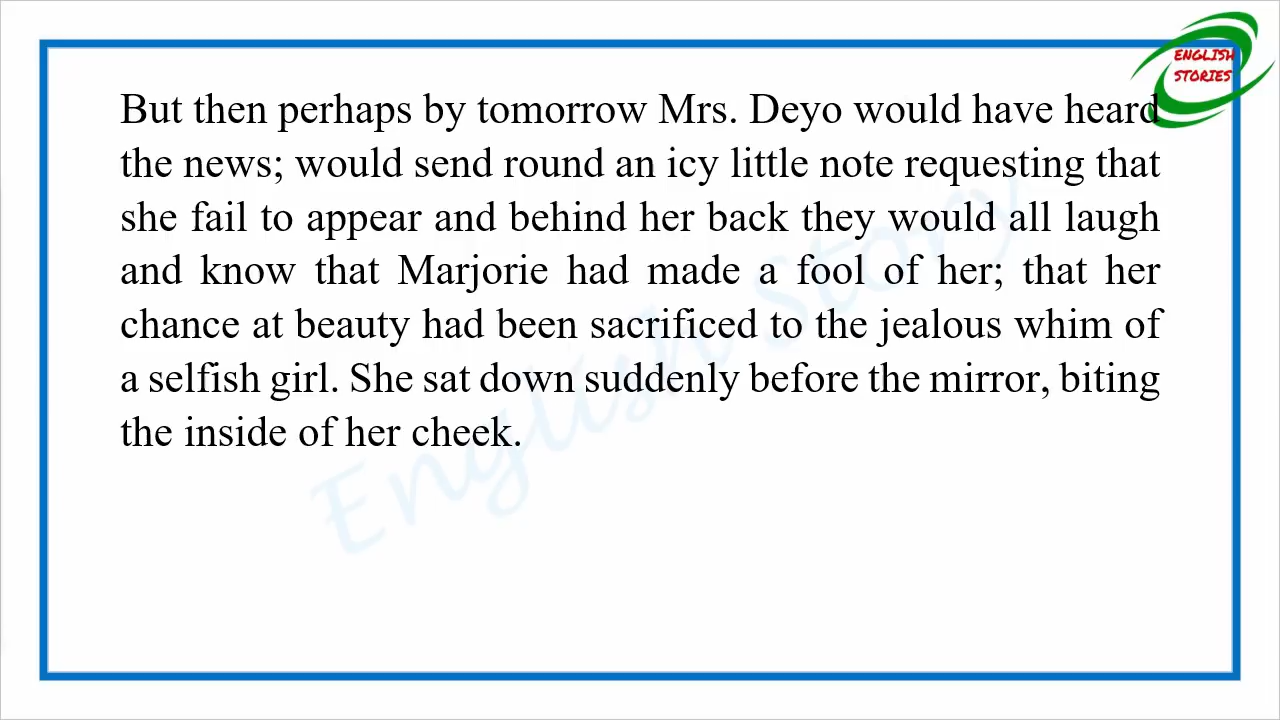 ENGLISH
STORIES
But then perhaps by tomorrow Mrs. Deyo would have heard
the news; would send round an icy little note requesting that
she fail to appear and behind her back they would all laugh
and know that Marjorie had made a fool of her; that her
chance at beauty had been sacrificed to the jealous whim of
a selfish girl. She sat down suddenly before the mirror, biting
the inside of her cheek.
English Story